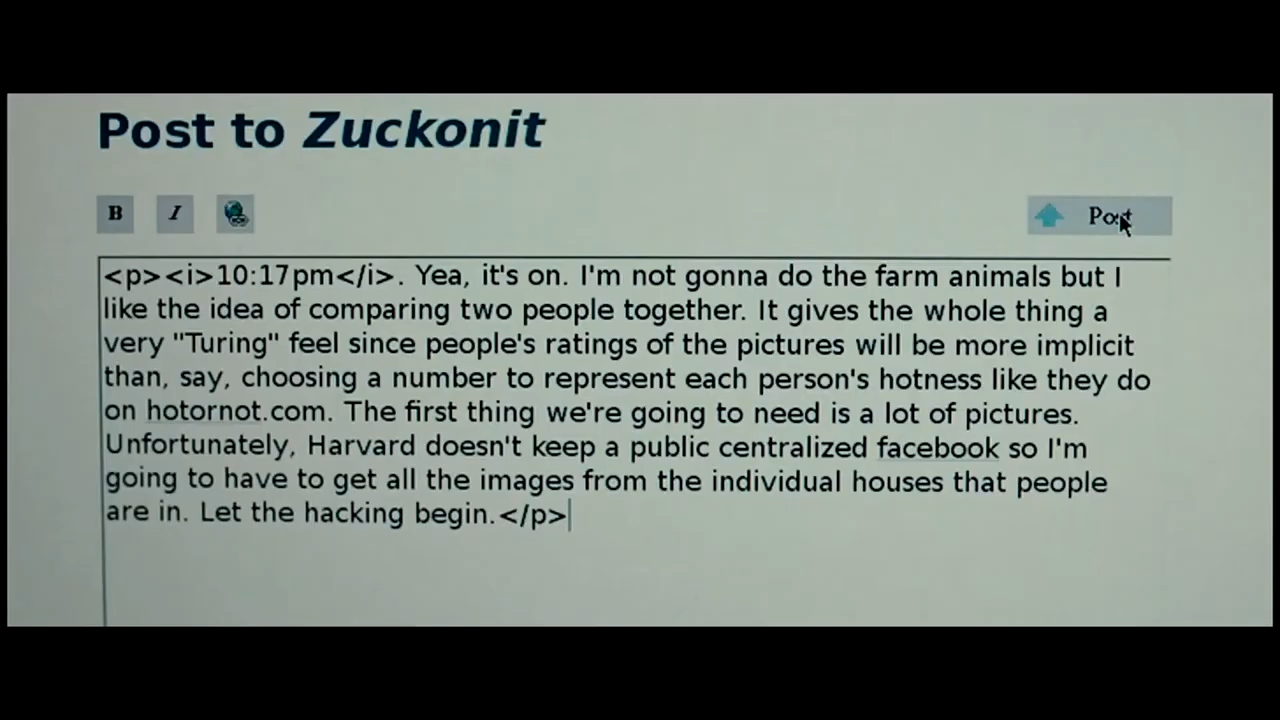 Post to Zuckonit
B I Post
<p><i>10:17pm</i>. Yea, it's on. I'm not gonna do the farm animals but I
like the idea of comparing two people together. It gives the whole thing a
very "Turing" feel since people's ratings of the pictures will be more implicit
than, say, choosing a number to represent each person's hotness like they do
on hotornot.com. The first thing we're going to need is a lot of pictures.
Unfortunately, Harvard doesn't keep a public centralized facebook so I'm
going to have to get all the images from the individual houses that people
are in. Let the hacking begin.</p>